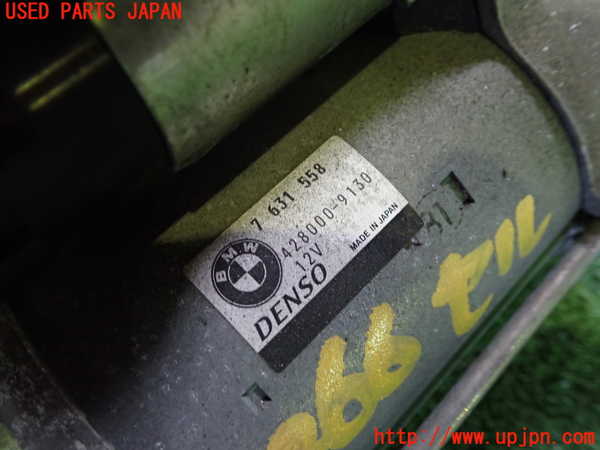 USED PARTS JAPAN
7 631 558
428000-9130
12V
MADE IN JAPAN
BMW
DENSO
http://www.upjpn.com/